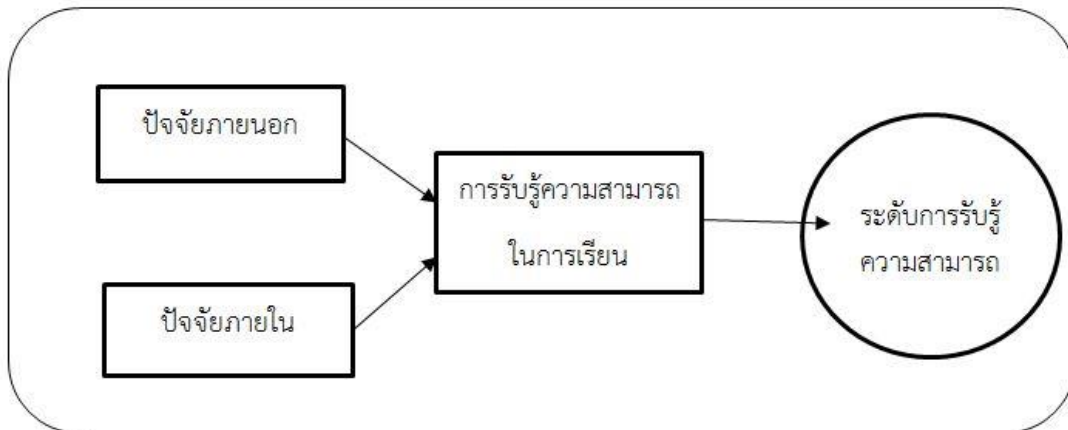 ปัจจัยภายนอก
การรับรู้ความสามารถ
ในการเรียน
ระดับการรับรู้
ความสามารถ
ปัจจัยภายใน